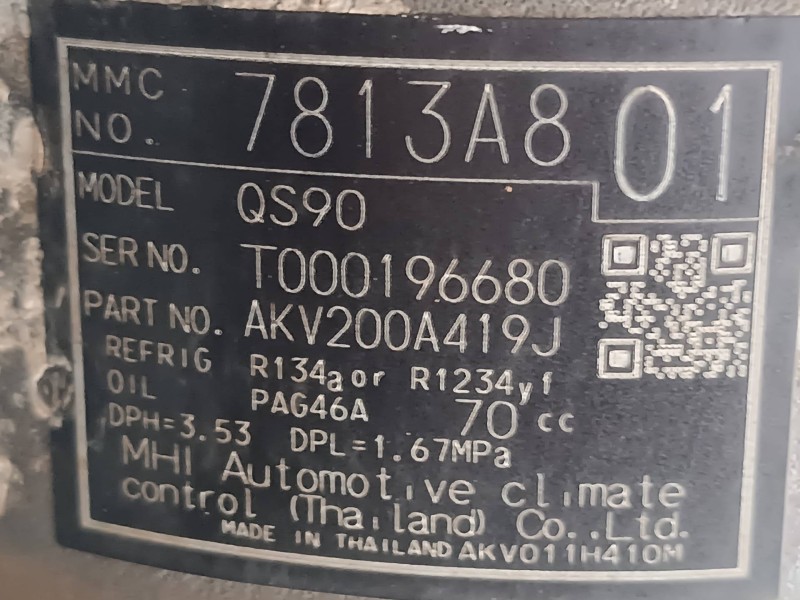 MMC NO. 7813A801
MODEL QS90
SER NO. T000196680
PART NO. AKV200A419J
REFRIG R134a or R1234yf
OIL PAG46A 70 cc
DPH=3.53 DPL=1.67MPa
MHI Automotive climate
control (Thailand) Co.,Ltd.
MADE IN THAILAND AKV011H410M